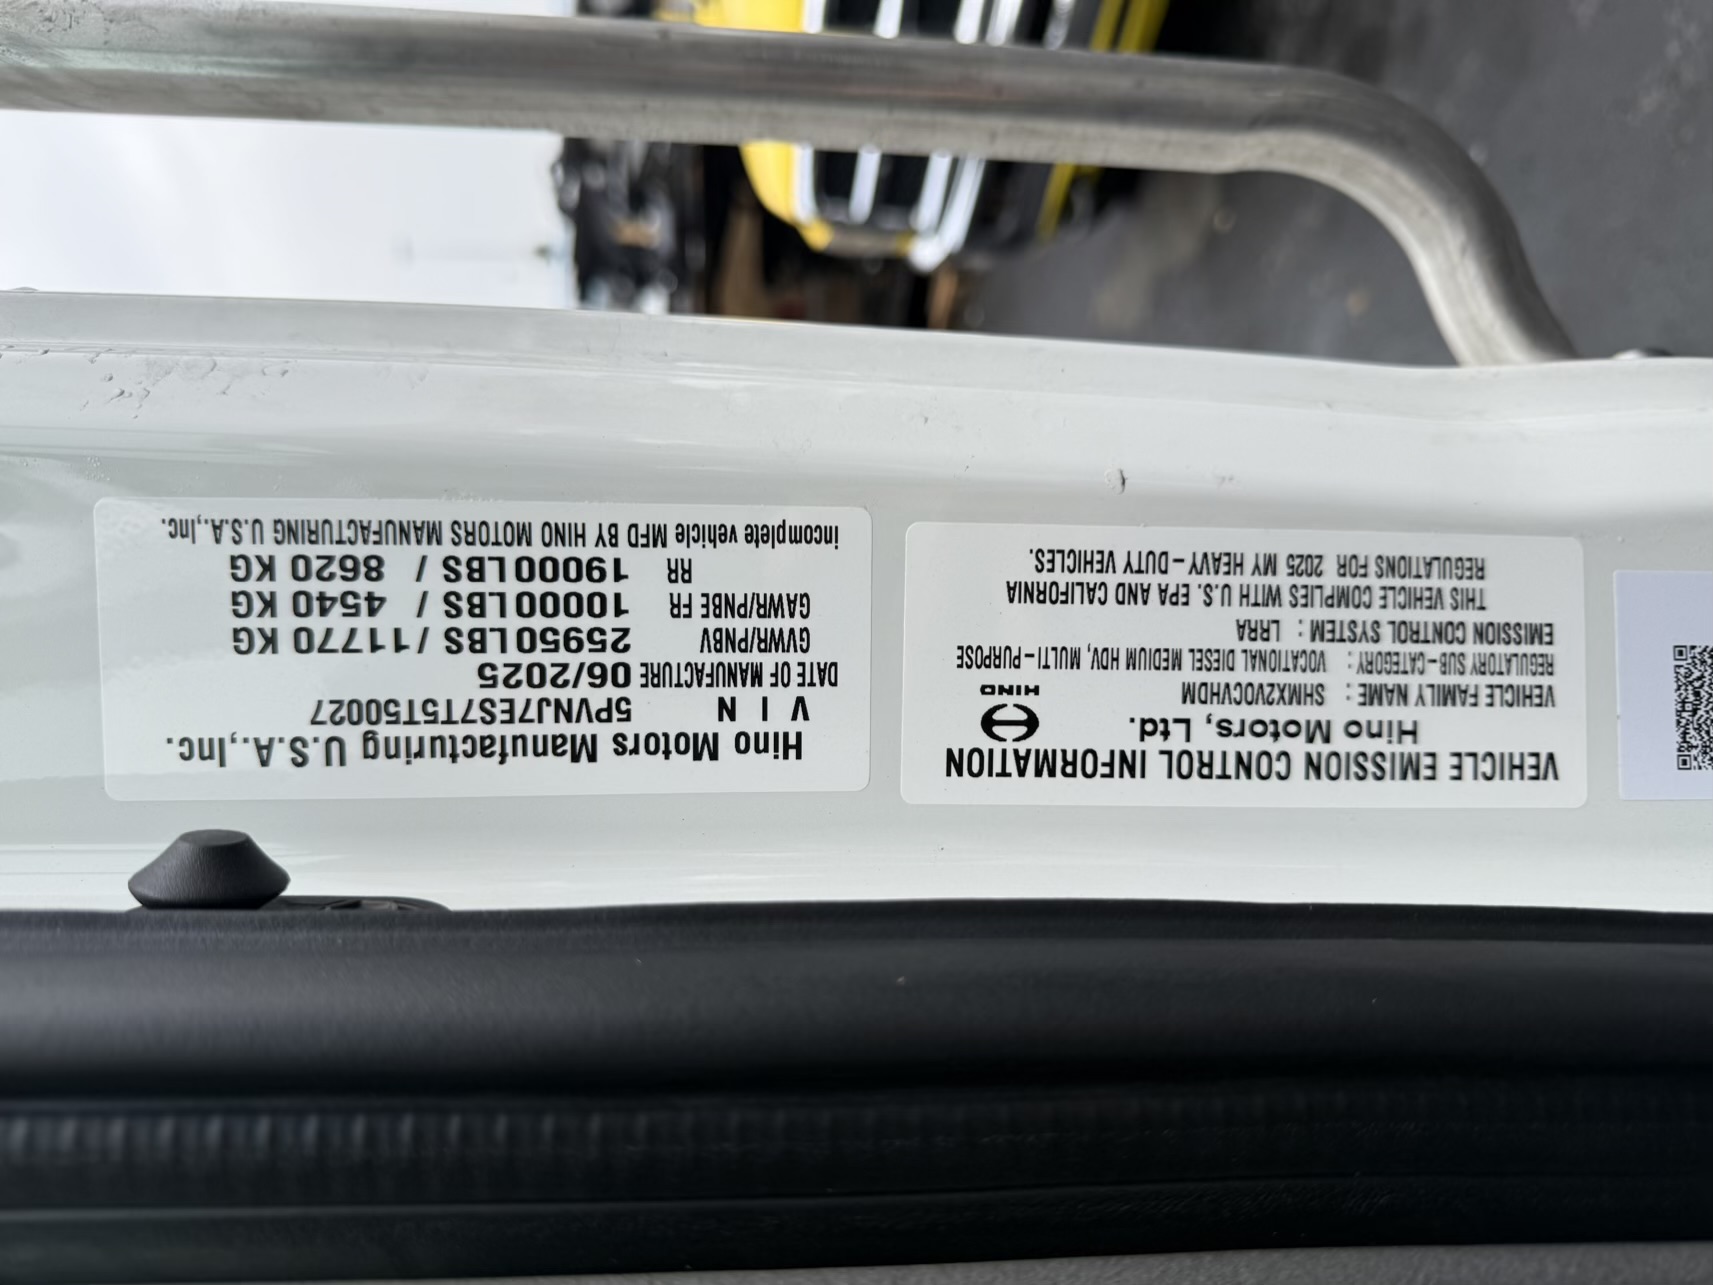 VEHICLE EMISSION CONTROL INFORMATION
Hino Motors, Ltd.
HINO
VEHICLE FAMILY NAME : SHMX2VOCVHDM
REGULATORY SUB-CATEGORY : VOCATIONAL DIESEL MEDIUM HDV, MULTI-PURPOSE
EMISSION CONTROL SYSTEM : LRRA
THIS VEHICLE COMPLIES WITH U.S. EPA AND CALIFORNIA
REGULATIONS FOR 2025 MY HEAVY-DUTY VEHICLES.
Hino Motors Manufacturing U.S.A.,Inc.
V I N 5PVNJ7ES7T5T50027
DATE OF MANUFACTURE 06/2025
GVWR/PNBV 25950LBS / 11770 KG
GAWR/PNBE FR 10000LBS / 4540 KG
RR 19000LBS / 8620 KG
incomplete vehicle MFD BY HINO MOTORS MANUFACTURING U.S.A.,Inc.